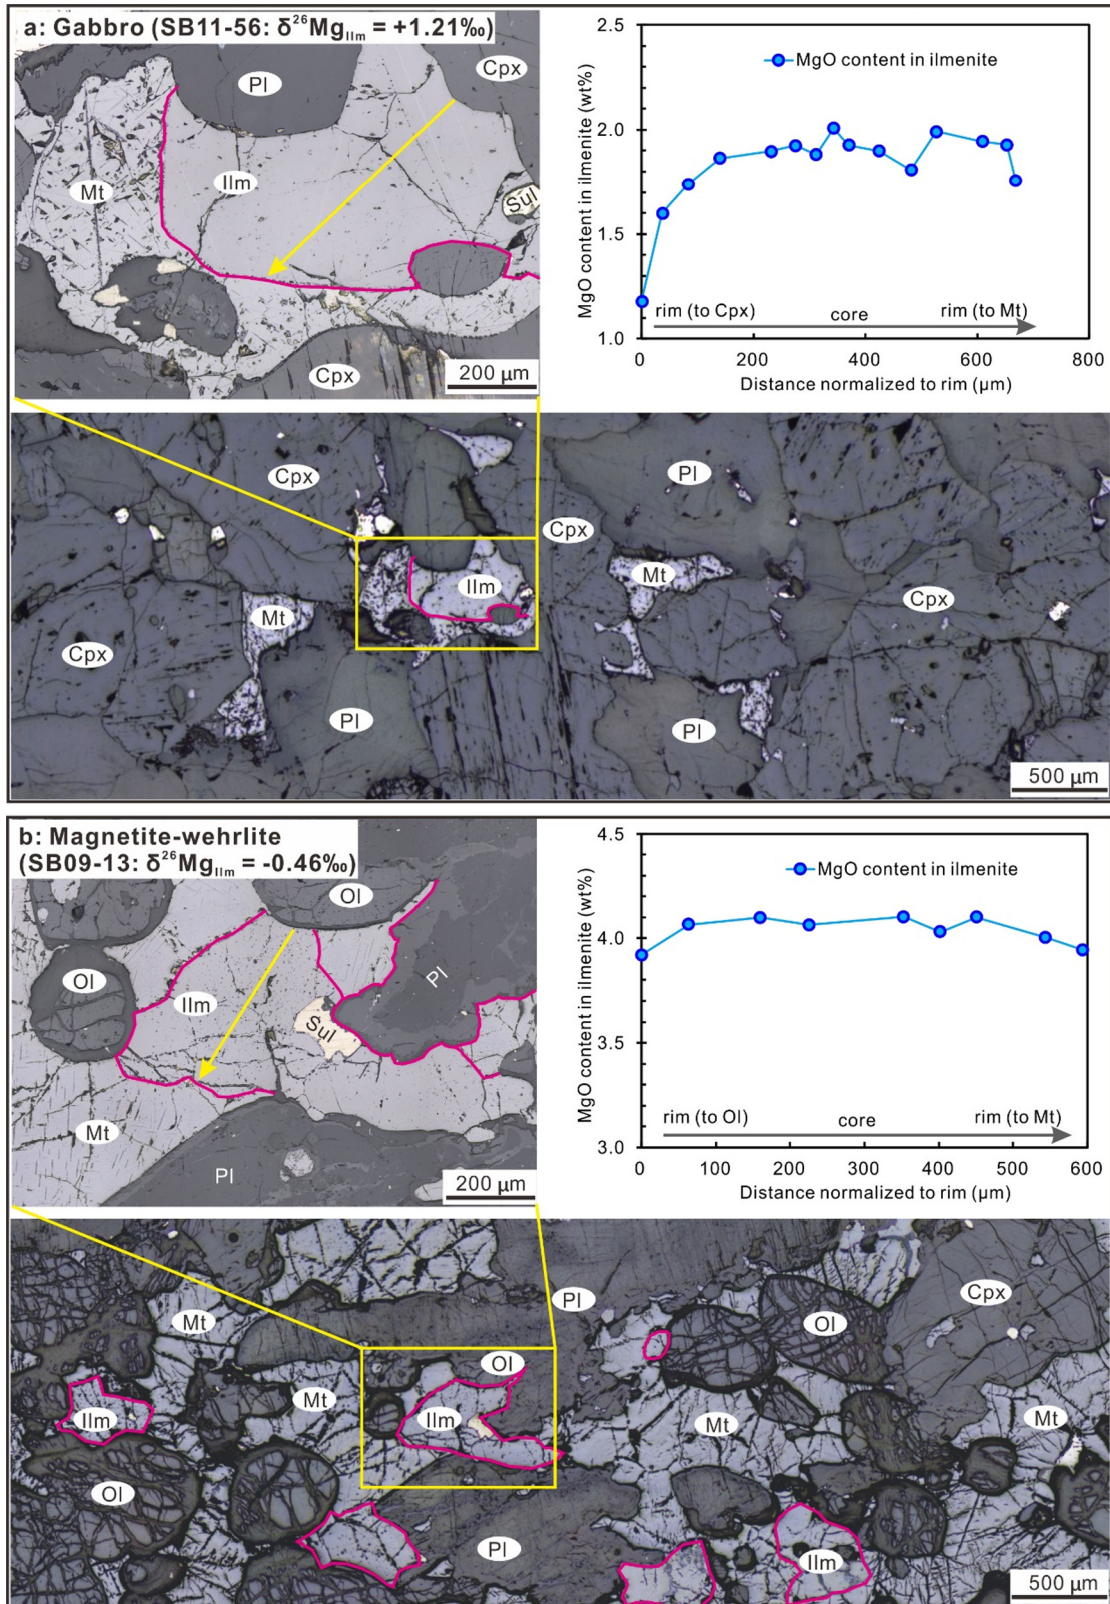 a: Gabbro (SB11-56: δ²⁶Mg_Ilm = +1.21‰)
Pl
Cpx
Mt
Ilm
Sul
Cpx
200 μm
MgO content in ilmenite (wt%)
2.5
2.0
1.5
1.0
MgO content in ilmenite
rim (to Cpx)
core
rim (to Mt)
0
200
400
600
800
Distance normalized to rim (μm)
Cpx
Pl
Cpx
Mt
Ilm
Mt
Cpx
Cpx
Pl
Pl
500 μm
b: Magnetite-wehrlite
(SB09-13: δ²⁶Mg_Ilm = -0.46‰)
Ol
Ol
Ilm
Pl
Sul
Mt
Pl
200 μm
MgO content in ilmenite (wt%)
4.5
4.0
3.5
3.0
MgO content in ilmenite
rim (to Ol)
core
rim (to Mt)
0
100
200
300
400
500
600
Distance normalized to rim (μm)
Pl
Cpx
Mt
Ol
Ol
Ilm
Mt
Ilm
Mt
Mt
Ol
Pl
Ilm
500 μm